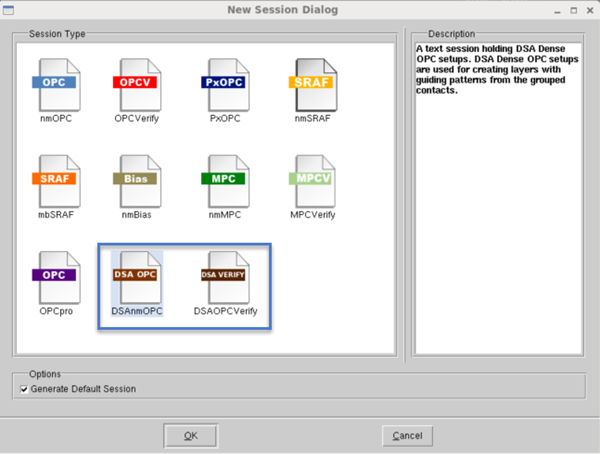 New Session Dialog
Session Type
OPC
OPCV
PxOPC
SRAF
nmOPC
OPCVerify
PxOPC
nmSRAF
SRAF
Bias
MPC
MPCV
mbSRAF
nmBias
nmMPC
MPCVerify
OPC
DSA OPC
DSA VERIFY
OPCpro
DSAnmOPC
DSAOPCVerify
Description
A text session holding DSA Dense
OPC setups. DSA Dense OPC setups
are used for creating layers with
guiding patterns from the grouped
contacts.
Options
Generate Default Session
OK
Cancel